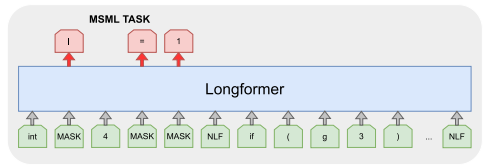 MSML TASK
l = 1
Longformer
int MASK 4 MASK MASK NLF if ( g 3 ) ... NLF